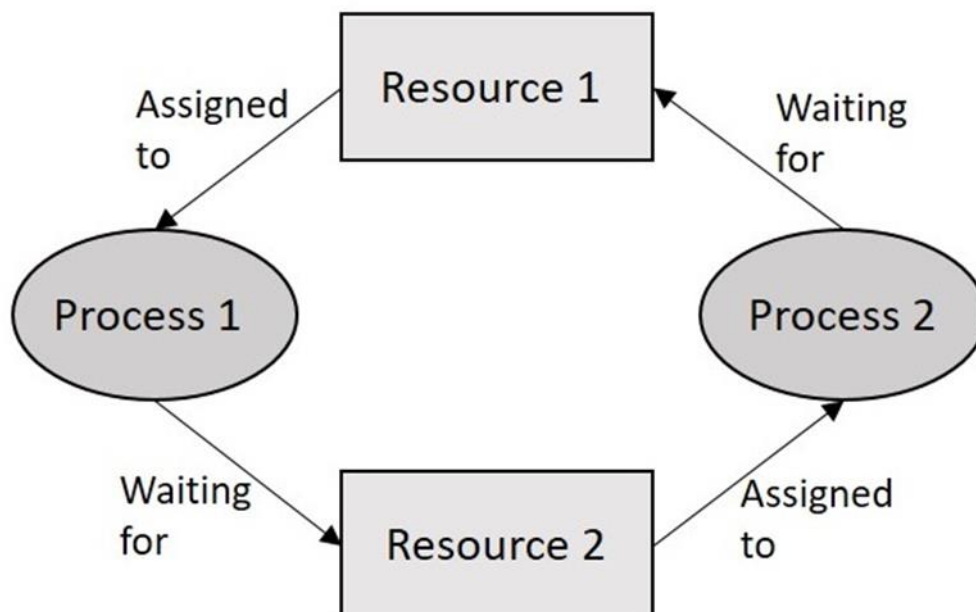 Resource 1
Assigned
to
Waiting
for
Process 1
Process 2
Waiting
for
Assigned
to
Resource 2